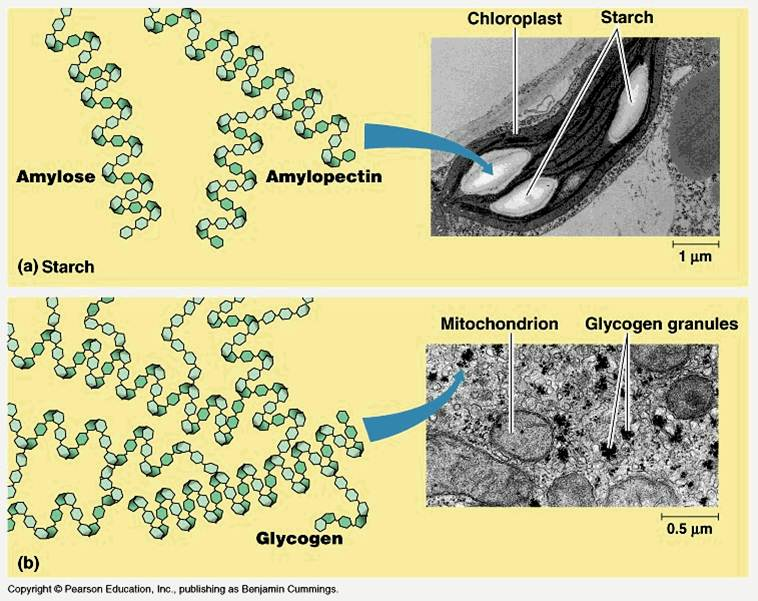 Chloroplast
Starch
Amylose
Amylopectin
1 μm
(a) Starch
Mitochondrion
Glycogen granules
Glycogen
0.5 μm
(b)
Copyright © Pearson Education, Inc., publishing as Benjamin Cummings.